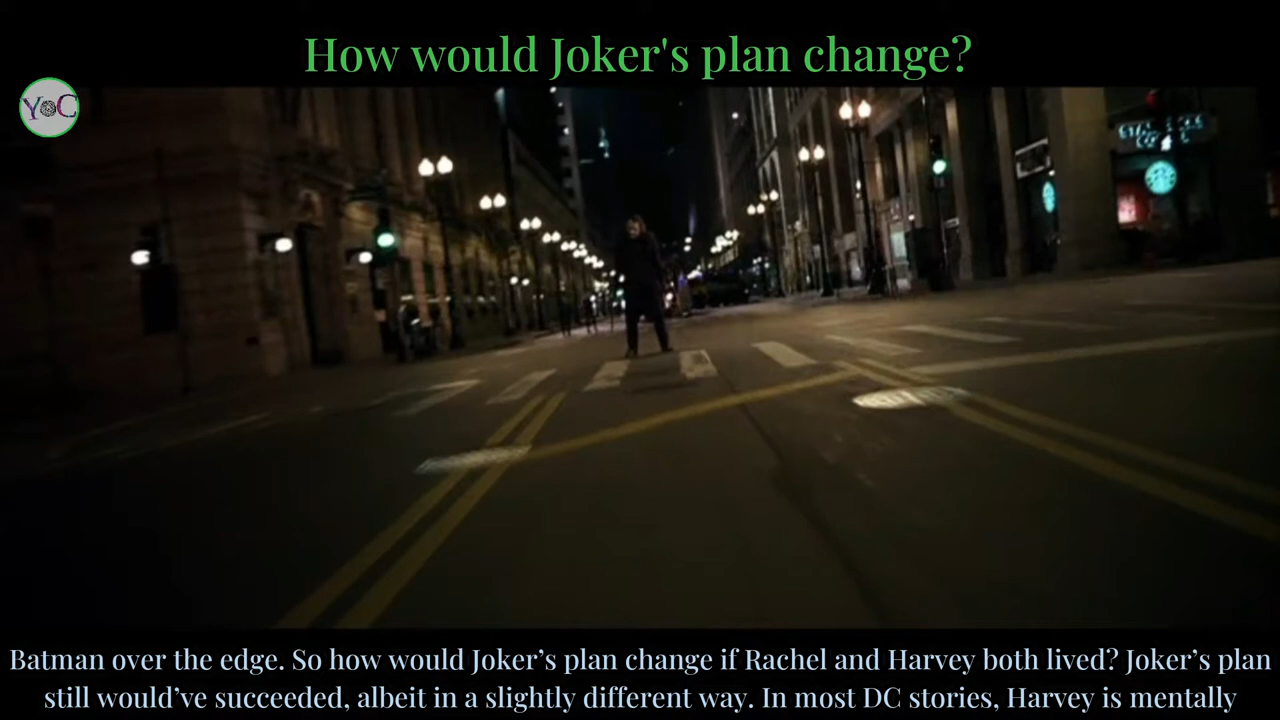 How would Joker's plan change?
YC
STARBUCKS
Batman over the edge. So how would Joker’s plan change if Rachel and Harvey both lived? Joker’s plan
still would’ve succeeded, albeit in a slightly different way. In most DC stories, Harvey is mentally